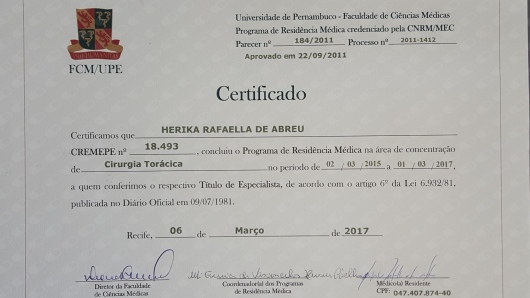 FCM/UPE
Universidade de Pernambuco - Faculdade de Ciências Médicas
Programa de Residência Médica credenciado pela CNRM/MEC
Parecer nº 184/2011 Processo nº 2011-1412
Aprovado em 22/09/2011
Certificado
Certificamos que HERIKA RAFAELLA DE ABREU
CREMEPE nº 18.493, concluiu o Programa de Residência Médica na área de concentração
de Cirurgia Torácica no período de 02 / 03 / 2015 a 01 / 03 / 2017,
a quem conferimos o respectivo Título de Especialista, de acordo com o artigo 6º da Lei 6.932/81,
publicada no Diário Oficial em 09/07/1981.
Recife, 06 de Março de 2017
Diretor da Faculdade
de Ciências Médicas
Coordenador(a) dos Programas
de Residência Médica
Médico(a) Residente
CPF: 047.407.874-40